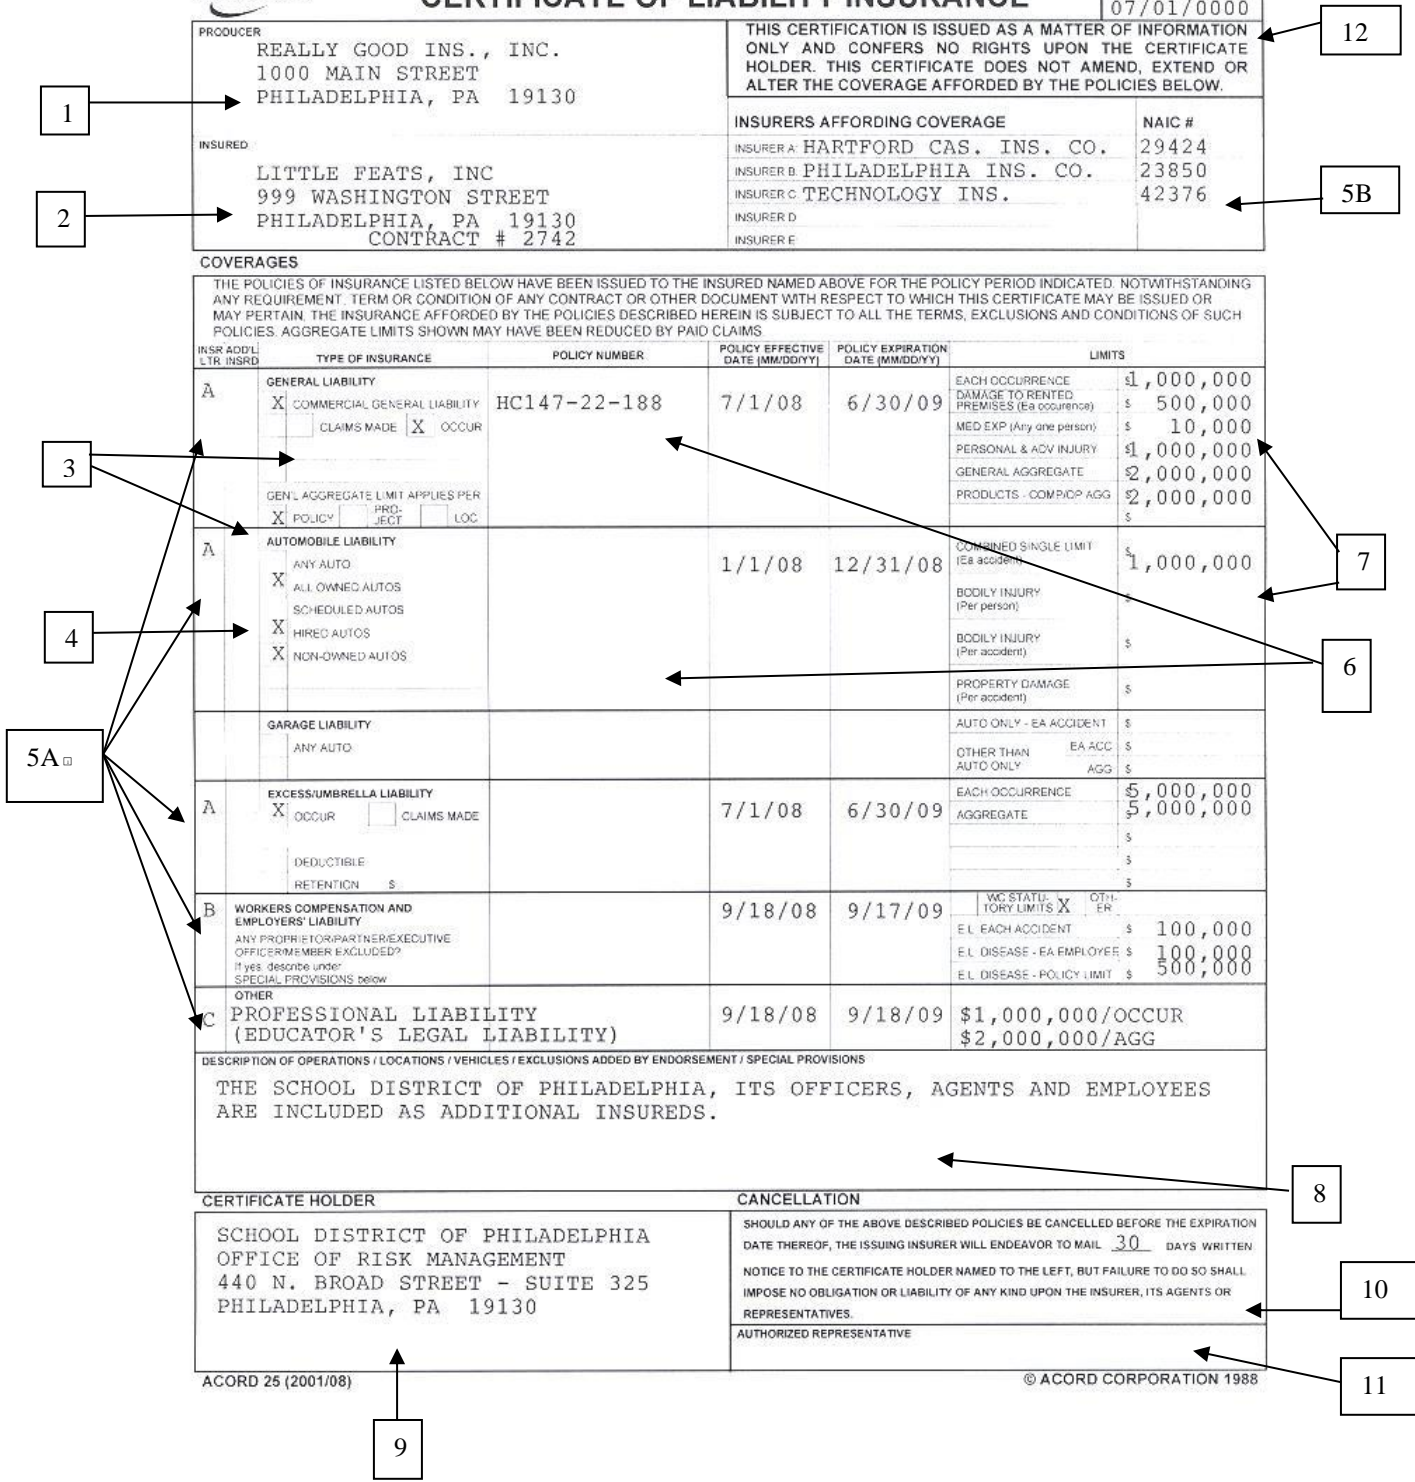 CERTIFICATE OF LIABILITY INSURANCE
07/01/0000
PRODUCER
REALLY GOOD INS., INC.
1000 MAIN STREET
PHILADELPHIA, PA 19130
THIS CERTIFICATION IS ISSUED AS A MATTER OF INFORMATION
ONLY AND CONFERS NO RIGHTS UPON THE CERTIFICATE
HOLDER. THIS CERTIFICATE DOES NOT AMEND, EXTEND OR
ALTER THE COVERAGE AFFORDED BY THE POLICIES BELOW.
12
1
INSURERS AFFORDING COVERAGE NAIC #
INSURED
LITTLE FEATS, INC
999 WASHINGTON STREET
PHILADELPHIA, PA 19130
CONTRACT # 2742
INSURER A: HARTFORD CAS. INS. CO. 29424
INSURER B: PHILADELPHIA INS. CO. 23850
INSURER C: TECHNOLOGY INS. 42376
INSURER D
INSURER E
5B
2
COVERAGES
THE POLICIES OF INSURANCE LISTED BELOW HAVE BEEN ISSUED TO THE INSURED NAMED ABOVE FOR THE POLICY PERIOD INDICATED. NOTWITHSTANDING
ANY REQUIREMENT. TERM OR CONDITION OF ANY CONTRACT OR OTHER DOCUMENT WITH RESPECT TO WHICH THIS CERTIFICATE MAY BE ISSUED OR
MAY PERTAIN. THE INSURANCE AFFORDED BY THE POLICIES DESCRIBED HEREIN IS SUBJECT TO ALL THE TERMS, EXCLUSIONS AND CONDITIONS OF SUCH
POLICIES. AGGREGATE LIMITS SHOWN MAY HAVE BEEN REDUCED BY PAID CLAIMS.
INSR LTR ADD'L INSRD TYPE OF INSURANCE POLICY NUMBER POLICY EFFECTIVE DATE (MM/DD/YY) POLICY EXPIRATION DATE (MM/DD/YY) LIMITS
A GENERAL LIABILITY
X COMMERCIAL GENERAL LIABILITY HC147-22-188 7/1/08 6/30/09
CLAIMS MADE X OCCUR
GEN'L AGGREGATE LIMIT APPLIES PER
X POLICY PRO-JECT LOC
EACH OCCURRENCE $1,000,000
DAMAGE TO RENTED PREMISES (Ea occurence) $ 500,000
MED EXP (Any one person) $ 10,000
PERSONAL & ADV INJURY $1,000,000
GENERAL AGGREGATE $2,000,000
PRODUCTS - COMP/OP AGG $2,000,000
$
3
7
A AUTOMOBILE LIABILITY
ANY AUTO 1/1/08 12/31/08
X ALL OWNED AUTOS
SCHEDULED AUTOS
X HIRED AUTOS
X NON-OWNED AUTOS
COMBINED SINGLE LIMIT (Ea accident) $1,000,000
BODILY INJURY (Per person) $
BODILY INJURY (Per accident) $
PROPERTY DAMAGE (Per accident) $
4
6
GARAGE LIABILITY
ANY AUTO
AUTO ONLY - EA ACCIDENT $
OTHER THAN AUTO ONLY EA ACC $
AGG $
5A
A EXCESS/UMBRELLA LIABILITY
X OCCUR CLAIMS MADE 7/1/08 6/30/09
DEDUCTIBLE
RETENTION $
EACH OCCURRENCE $5,000,000
AGGREGATE $5,000,000
$
$
$
B WORKERS COMPENSATION AND
EMPLOYERS' LIABILITY 9/18/08 9/17/09
ANY PROPRIETOR/PARTNER/EXECUTIVE
OFFICER/MEMBER EXCLUDED?
If yes, describe under
SPECIAL PROVISIONS below
WC STATU-TORY LIMITS X OTH-ER
E.L. EACH ACCIDENT $ 100,000
E.L. DISEASE - EA EMPLOYEE $ 100,000
E.L. DISEASE - POLICY LIMIT $ 500,000
OTHER
C PROFESSIONAL LIABILITY 9/18/08 9/18/09 $1,000,000/OCCUR
(EDUCATOR'S LEGAL LIABILITY) $2,000,000/AGG
DESCRIPTION OF OPERATIONS / LOCATIONS / VEHICLES / EXCLUSIONS ADDED BY ENDORSEMENT / SPECIAL PROVISIONS
THE SCHOOL DISTRICT OF PHILADELPHIA, ITS OFFICERS, AGENTS AND EMPLOYEES
ARE INCLUDED AS ADDITIONAL INSUREDS.
8
CERTIFICATE HOLDER
SCHOOL DISTRICT OF PHILADELPHIA
OFFICE OF RISK MANAGEMENT
440 N. BROAD STREET - SUITE 325
PHILADELPHIA, PA 19130
CANCELLATION
SHOULD ANY OF THE ABOVE DESCRIBED POLICIES BE CANCELLED BEFORE THE EXPIRATION
DATE THEREOF, THE ISSUING INSURER WILL ENDEAVOR TO MAIL 30 DAYS WRITTEN
NOTICE TO THE CERTIFICATE HOLDER NAMED TO THE LEFT, BUT FAILURE TO DO SO SHALL
IMPOSE NO OBLIGATION OR LIABILITY OF ANY KIND UPON THE INSURER, ITS AGENTS OR
REPRESENTATIVES.
10
AUTHORIZED REPRESENTATIVE
11
ACORD 25 (2001/08) © ACORD CORPORATION 1988
9